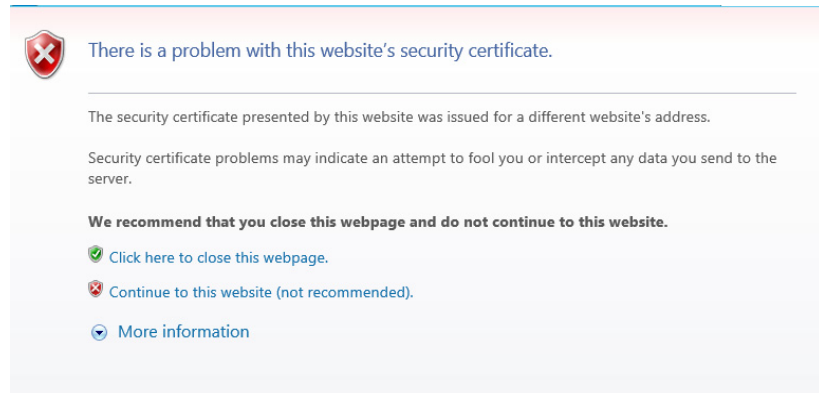 There is a problem with this website's security certificate.
The security certificate presented by this website was issued for a different website's address.
Security certificate problems may indicate an attempt to fool you or intercept any data you send to the
server.
We recommend that you close this webpage and do not continue to this website.
Click here to close this webpage.
Continue to this website (not recommended).
More information